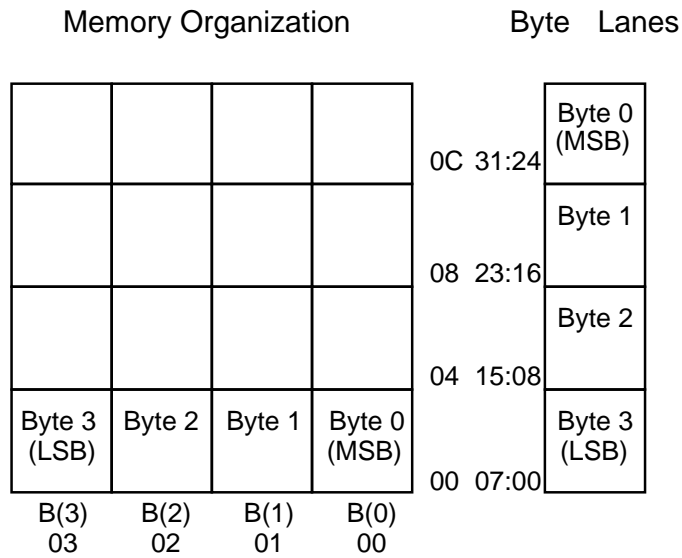 Memory Organization
Byte Lanes
Byte 0
(MSB)
0C 31:24
Byte 1
08 23:16
Byte 2
04 15:08
Byte 3 Byte 2 Byte 1 Byte 0
(LSB) (MSB)
Byte 3
(LSB)
00 07:00
B(3) B(2) B(1) B(0)
03 02 01 00